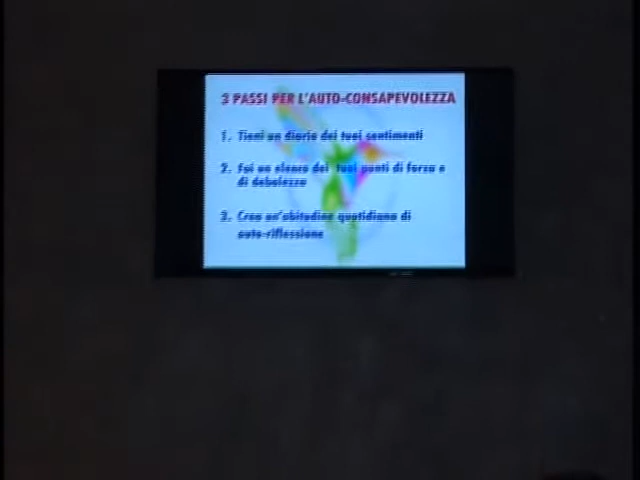 3 PASSI PER L'AUTO-CONSAPEVOLEZZA
1. Tieni un diario dei tuoi sentimenti
2. Fai un elenco dei tuoi punti di forza e
di debolezza
3. Crea un'abitudine quotidiana di
auto-riflessione